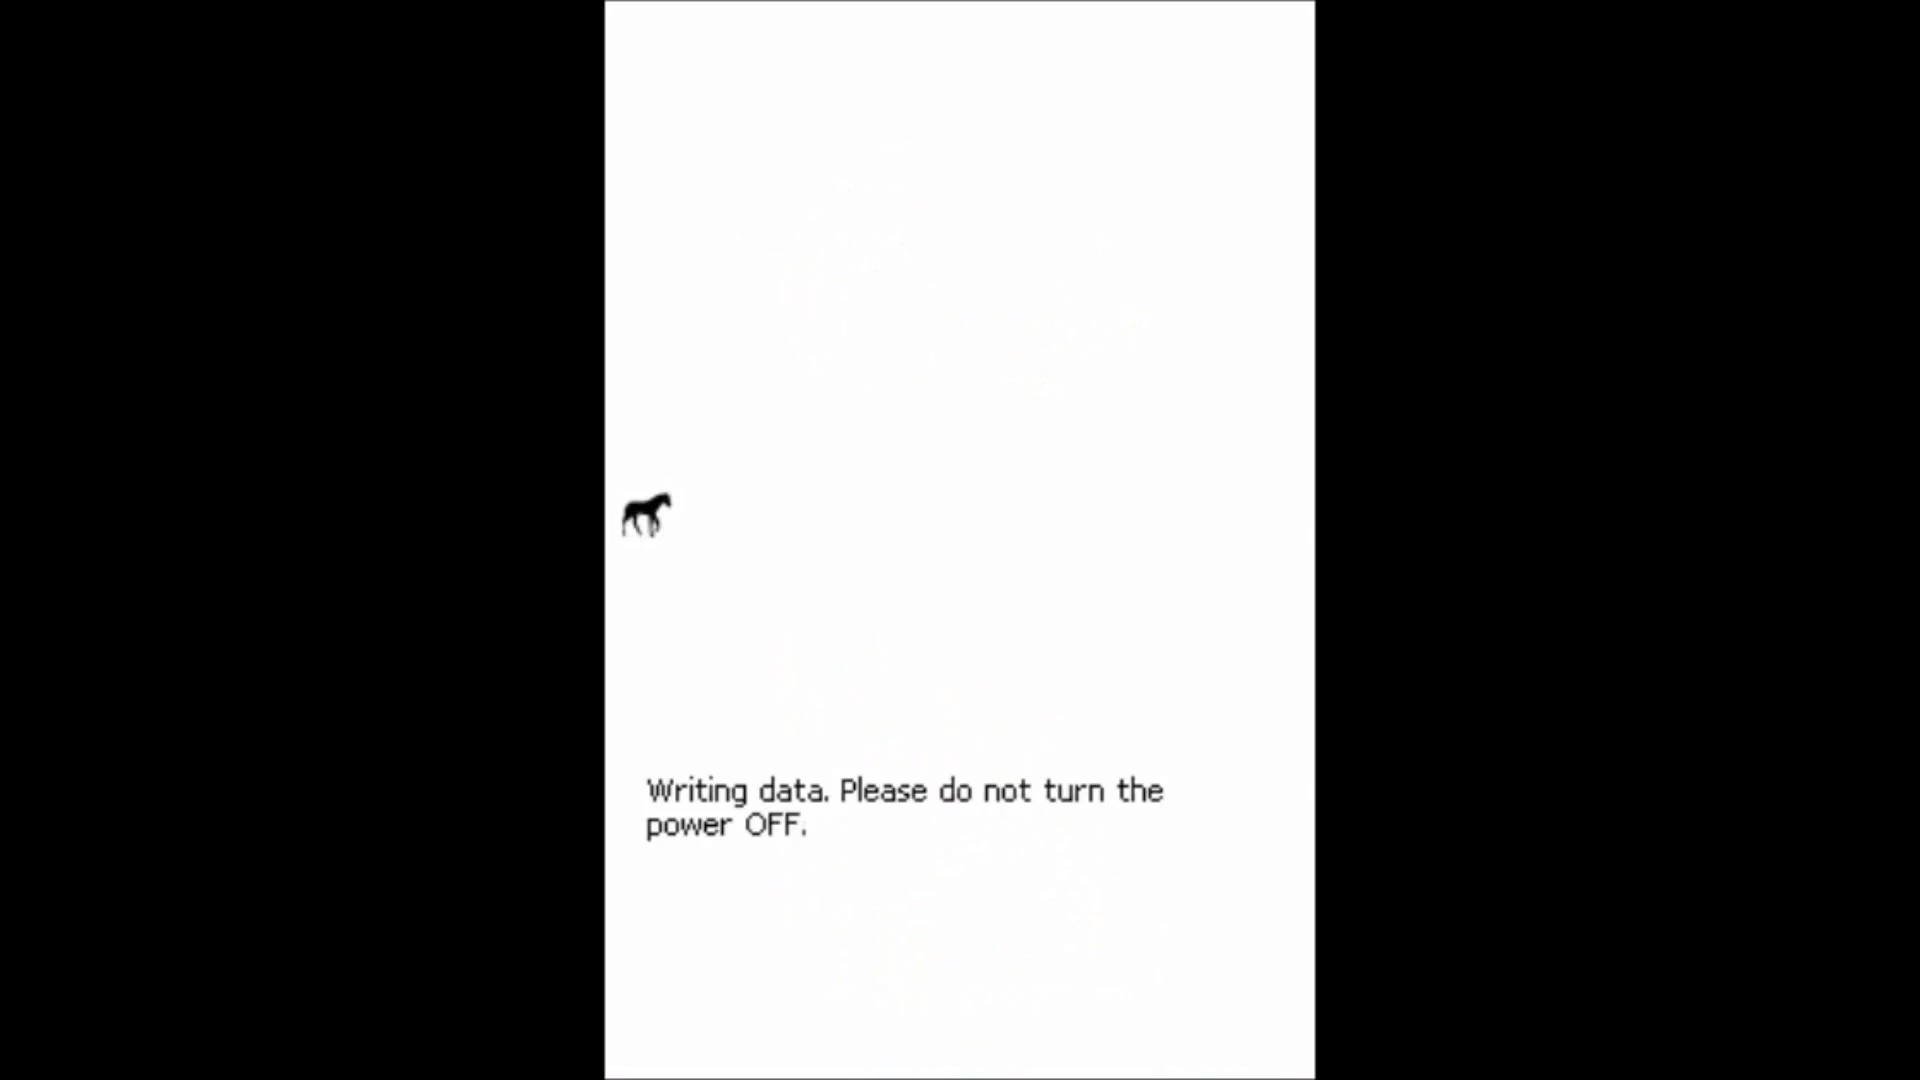 Writing data. Please do not turn the
power OFF.